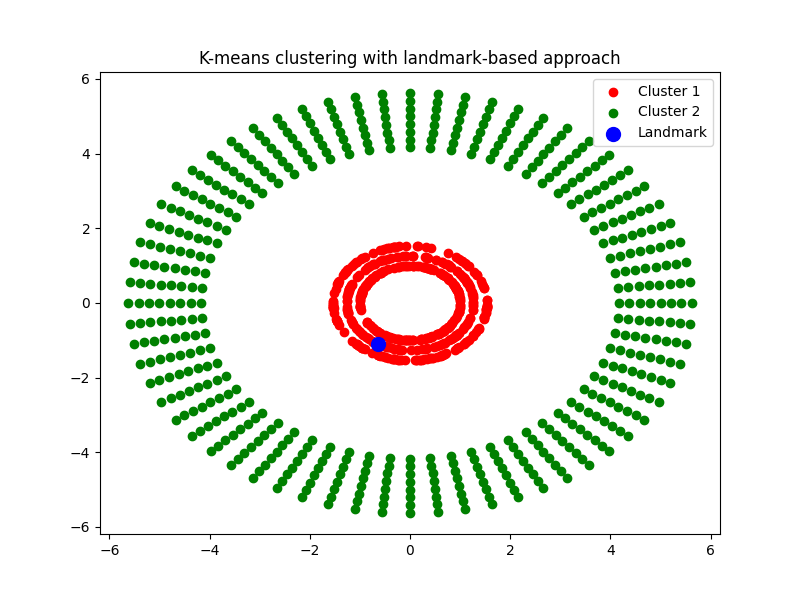 K-means clustering with landmark-based approach
Cluster 1
Cluster 2
Landmark
6
4
2
0
−2
−4
−6
−6 −4 −2 0 2 4 6